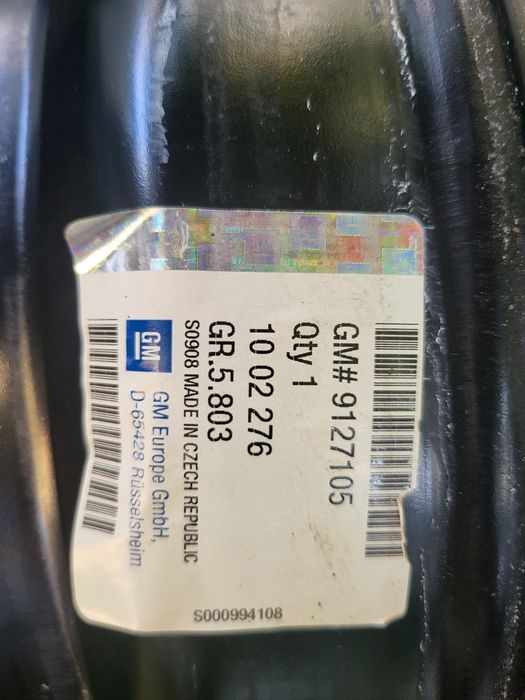 GM# 9127105
Qty 1
10 02 276
GR.5.803
S0908 MADE IN CZECH REPUBLIC
GM
GM Europe GmbH,
D-65428 Rüsselsheim
S000994108